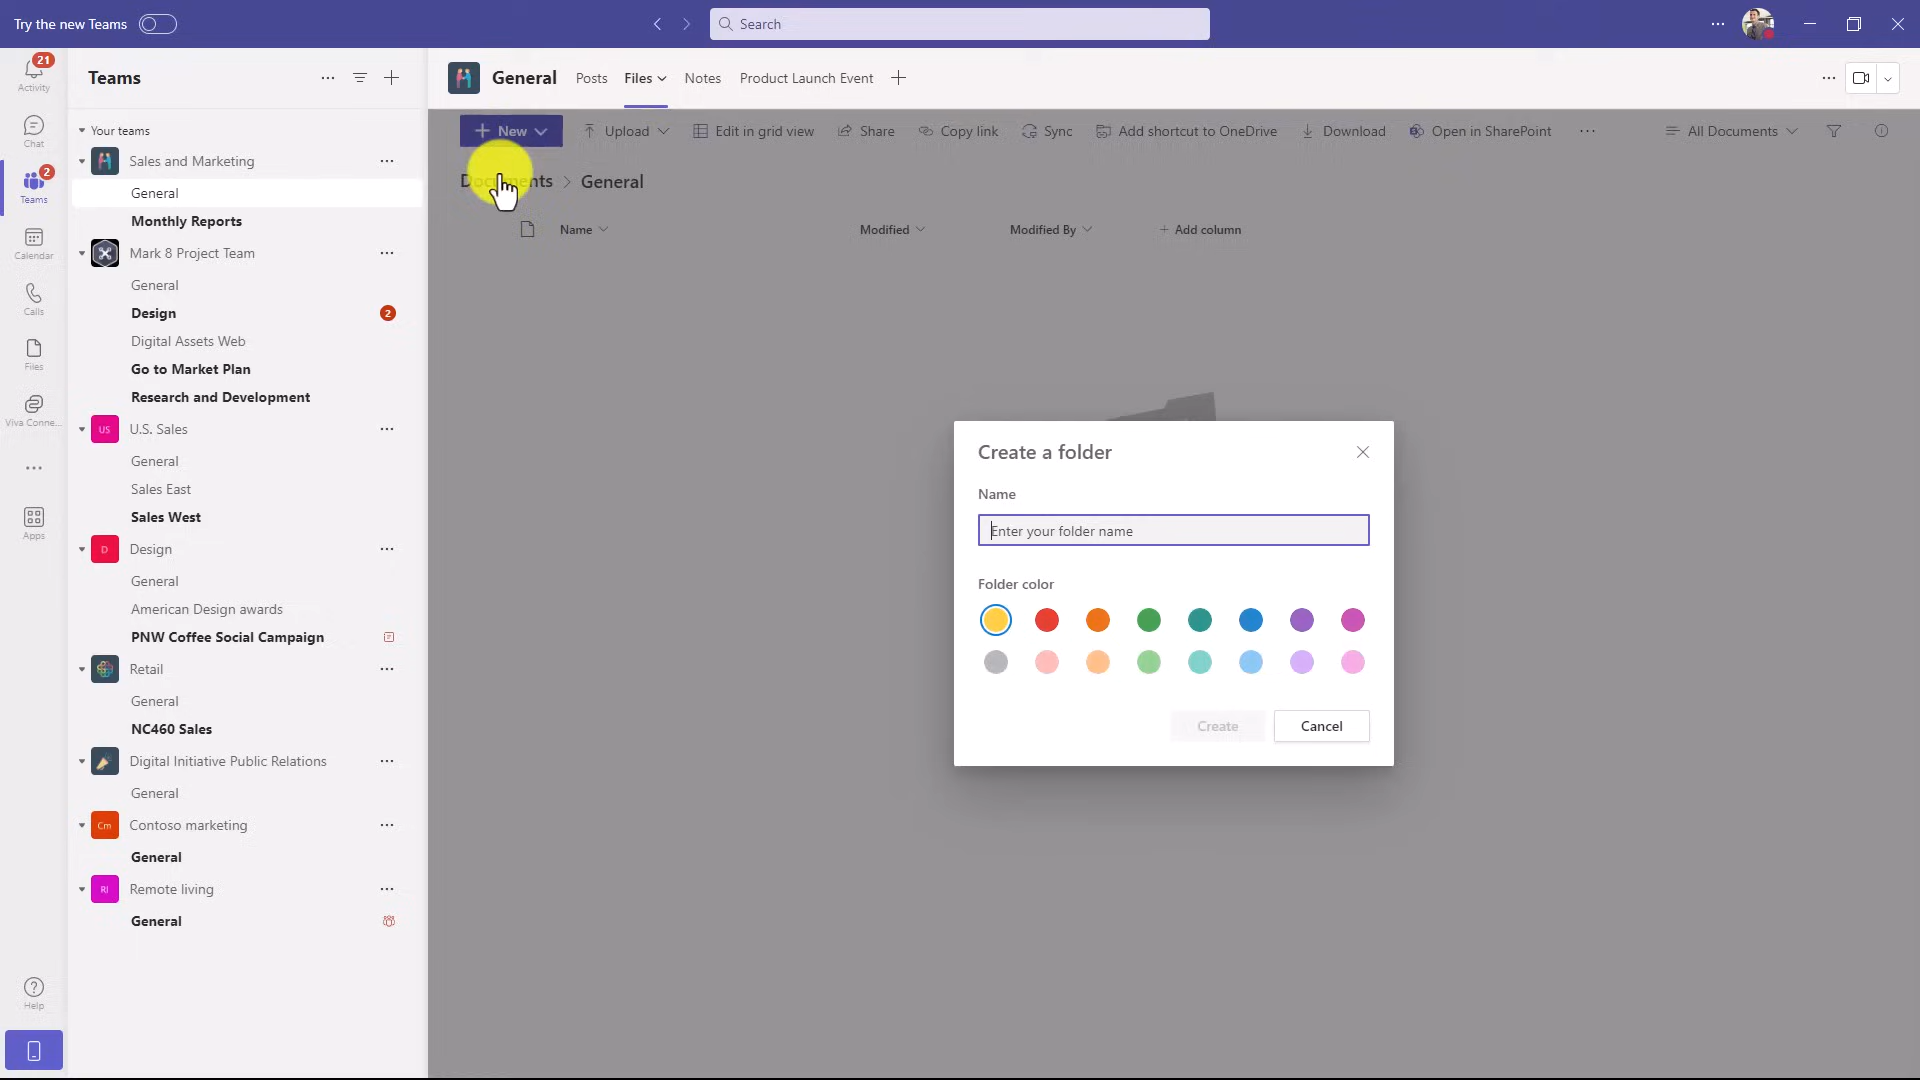 Try the new Teams
Search
21
Activity
Chat
2
Teams
Calendar
Calls
Files
Viva Conne...
Apps
Help
Teams
Your teams
Sales and Marketing
General
Monthly Reports
Mark 8 Project Team
General
Design
2
Digital Assets Web
Go to Market Plan
Research and Development
US
U.S. Sales
General
Sales East
Sales West
D
Design
General
American Design awards
PNW Coffee Social Campaign
Retail
General
NC460 Sales
Digital Initiative Public Relations
General
Cm
Contoso marketing
General
Rl
Remote living
General
General
Posts
Files
Notes
Product Launch Event
New
Upload
Edit in grid view
Share
Copy link
Sync
Add shortcut to OneDrive
Download
Open in SharePoint
All Documents
Documents > General
Name
Modified
Modified By
Add column
Create a folder
Name
Enter your folder name
Folder color
Create
Cancel